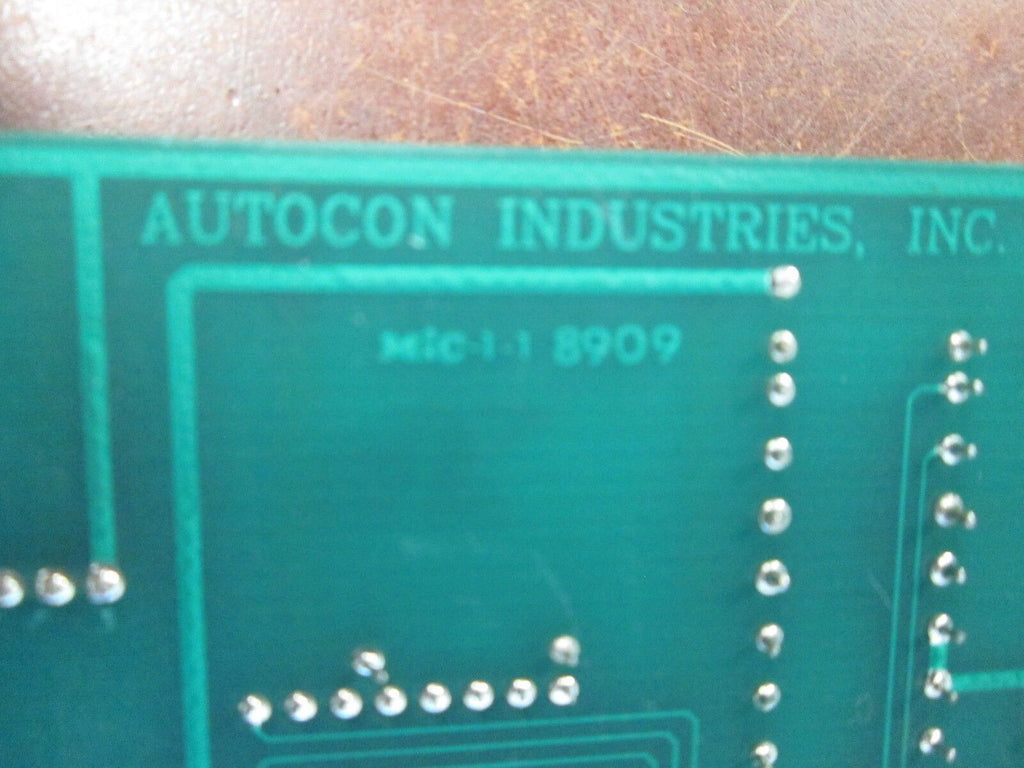 AUTOCON INDUSTRIES, INC.
MiC-1-1 8909